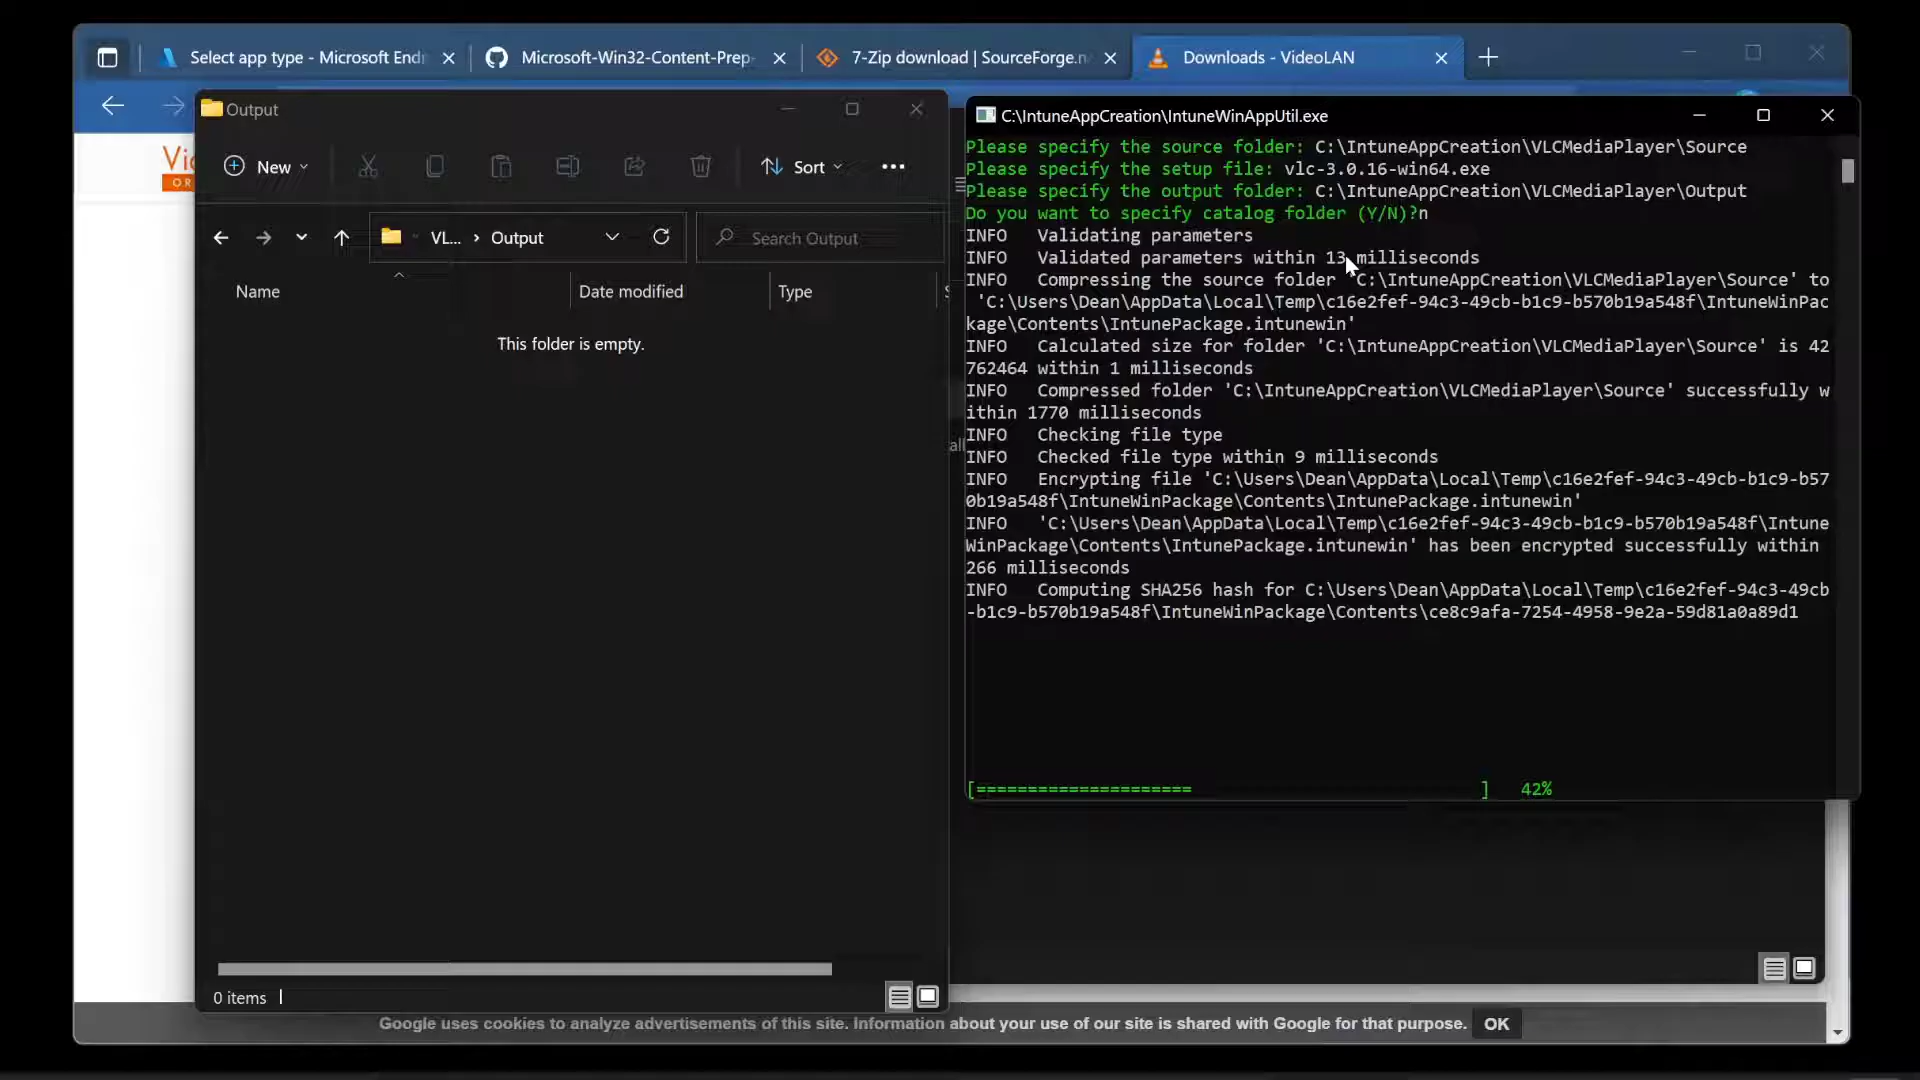 Select app type - Microsoft End
Microsoft-Win32-Content-Prep-
7-Zip download | SourceForge.n
Downloads - VideoLAN
Output
New
Sort
VL... > Output
Search Output
Name
Date modified
Type
This folder is empty.
0 items
C:\IntuneAppCreation\IntuneWinAppUtil.exe
Please specify the source folder: C:\IntuneAppCreation\VLCMediaPlayer\Source
Please specify the setup file: vlc-3.0.16-win64.exe
Please specify the output folder: C:\IntuneAppCreation\VLCMediaPlayer\Output
Do you want to specify catalog folder (Y/N)?n
INFO   Validating parameters
INFO   Validated parameters within 13 milliseconds
INFO   Compressing the source folder 'C:\IntuneAppCreation\VLCMediaPlayer\Source' to
'C:\Users\Dean\AppData\Local\Temp\c16e2fef-94c3-49cb-b1c9-b570b19a548f\IntuneWinPac
kage\Contents\IntunePackage.intunewin'
INFO   Calculated size for folder 'C:\IntuneAppCreation\VLCMediaPlayer\Source' is 42
762464 within 1 milliseconds
INFO   Compressed folder 'C:\IntuneAppCreation\VLCMediaPlayer\Source' successfully w
ithin 1770 milliseconds
INFO   Checking file type
INFO   Checked file type within 9 milliseconds
INFO   Encrypting file 'C:\Users\Dean\AppData\Local\Temp\c16e2fef-94c3-49cb-b1c9-b57
0b19a548f\IntuneWinPackage\Contents\IntunePackage.intunewin'
INFO   'C:\Users\Dean\AppData\Local\Temp\c16e2fef-94c3-49cb-b1c9-b570b19a548f\Intune
WinPackage\Contents\IntunePackage.intunewin' has been encrypted successfully within
266 milliseconds
INFO   Computing SHA256 hash for C:\Users\Dean\AppData\Local\Temp\c16e2fef-94c3-49cb
-b1c9-b570b19a548f\IntuneWinPackage\Contents\ce8c9afa-7254-4958-9e2a-59d81a0a89d1
[=====================                             ]   42%
Google uses cookies to analyze advertisements of this site. Information about your use of our site is shared with Google for that purpose. OK